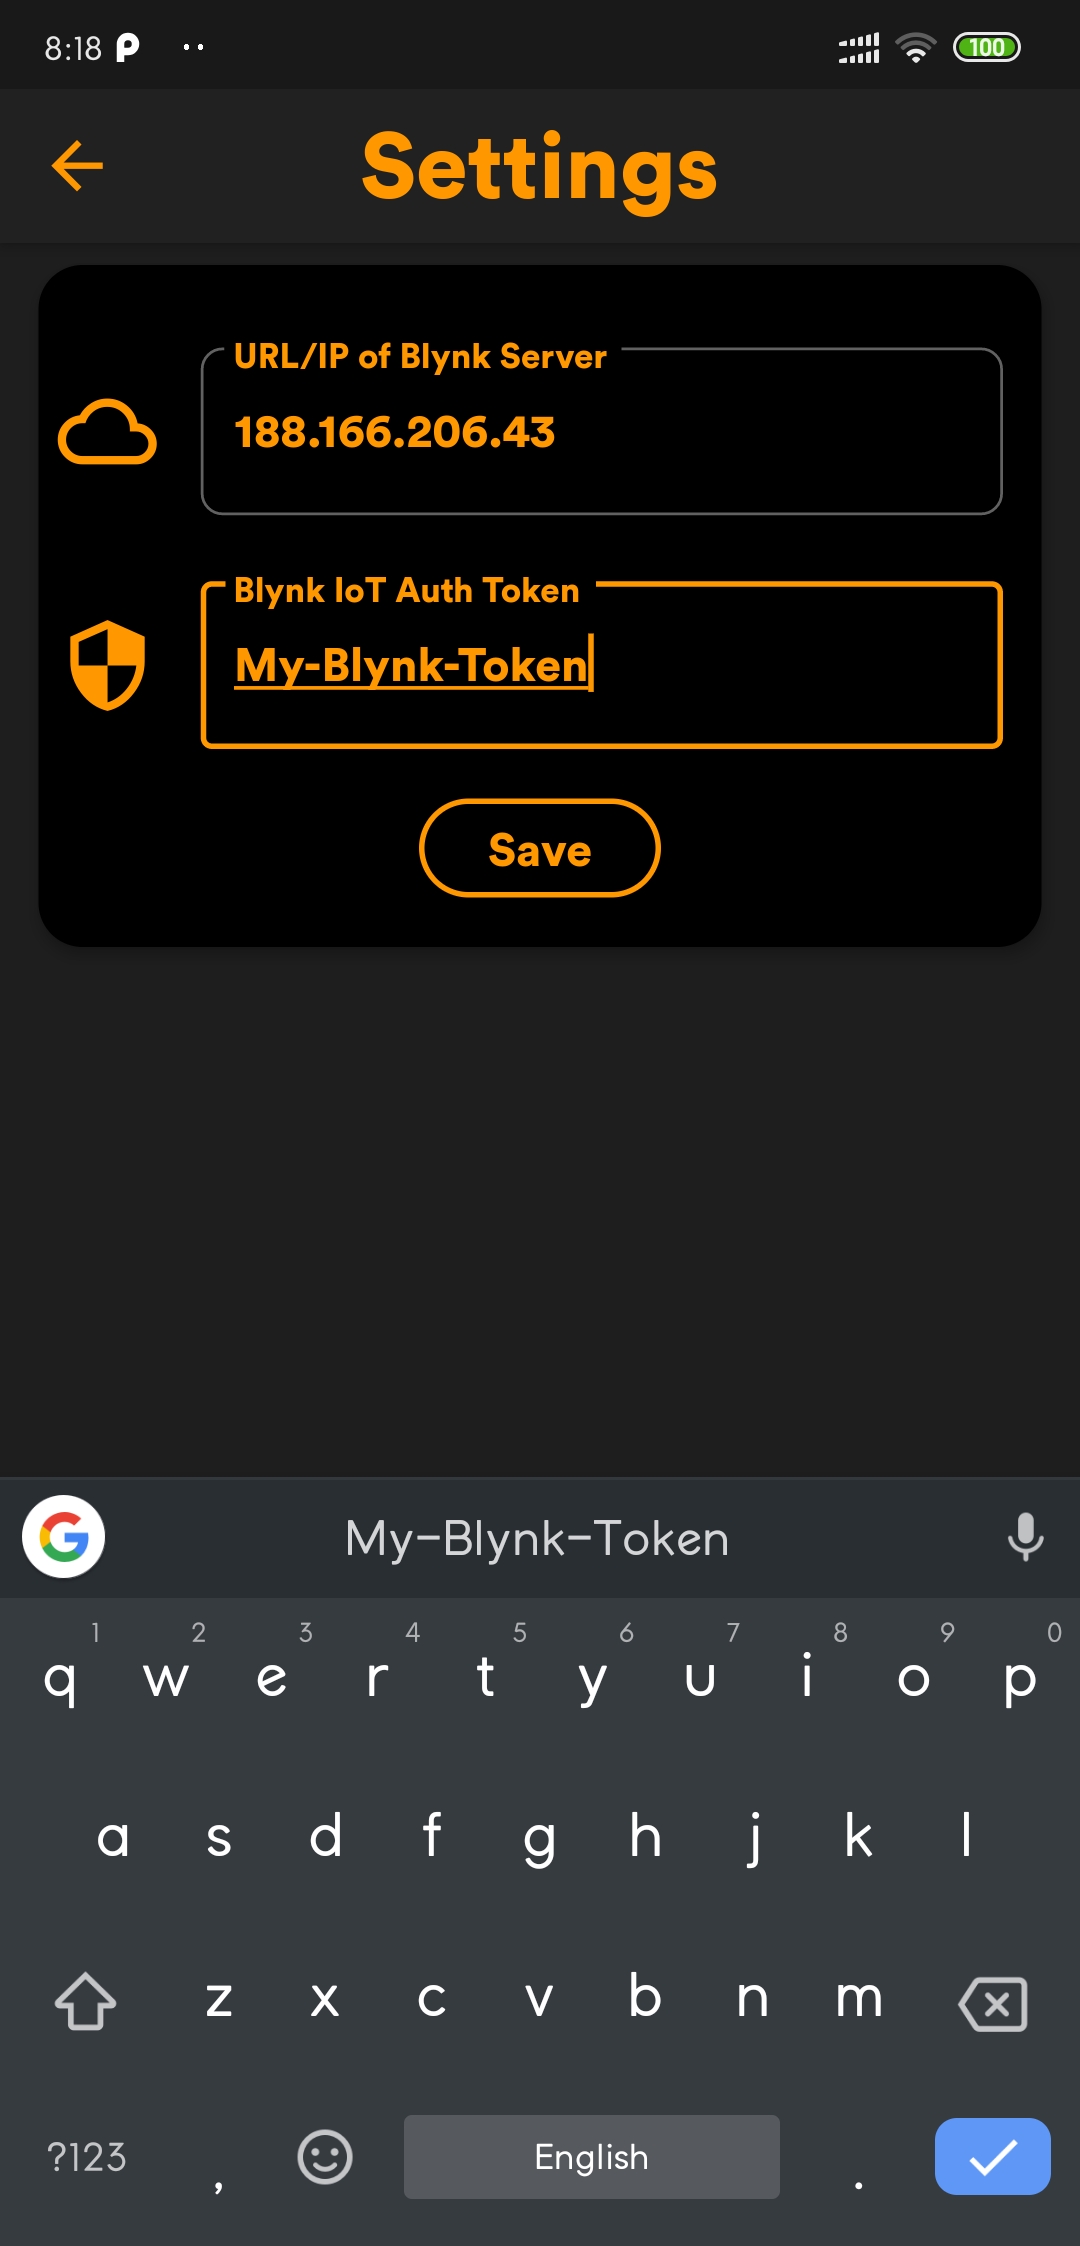 8:18
100
Settings
URL/IP of Blynk Server
188.166.206.43
Blynk IoT Auth Token
My-Blynk-Token
Save
My-Blynk-Token
1 2 3 4 5 6 7 8 9 0
q w e r t y u i o p
a s d f g h j k l
z x c v b n m
?123 , English .